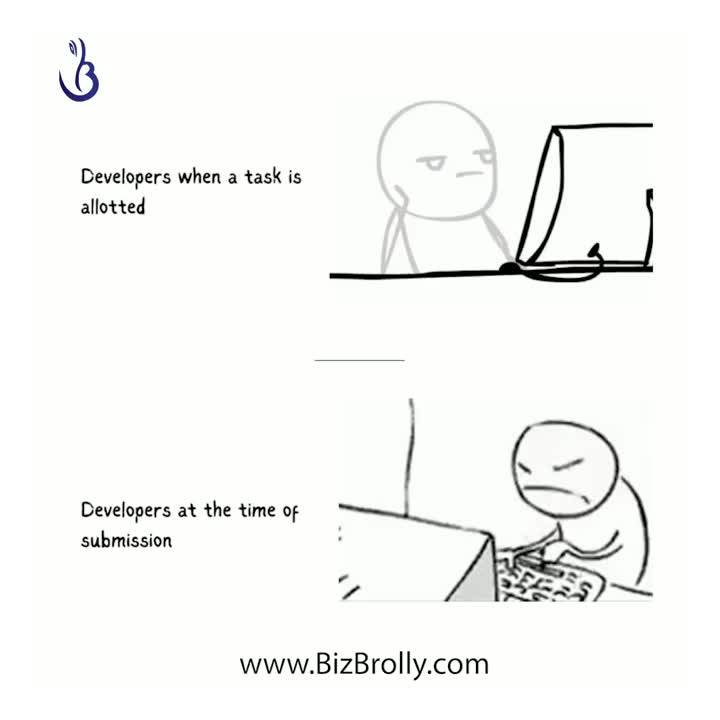 Developers when a task is
allotted
Developers at the time of
submission
www.BizBrolly.com